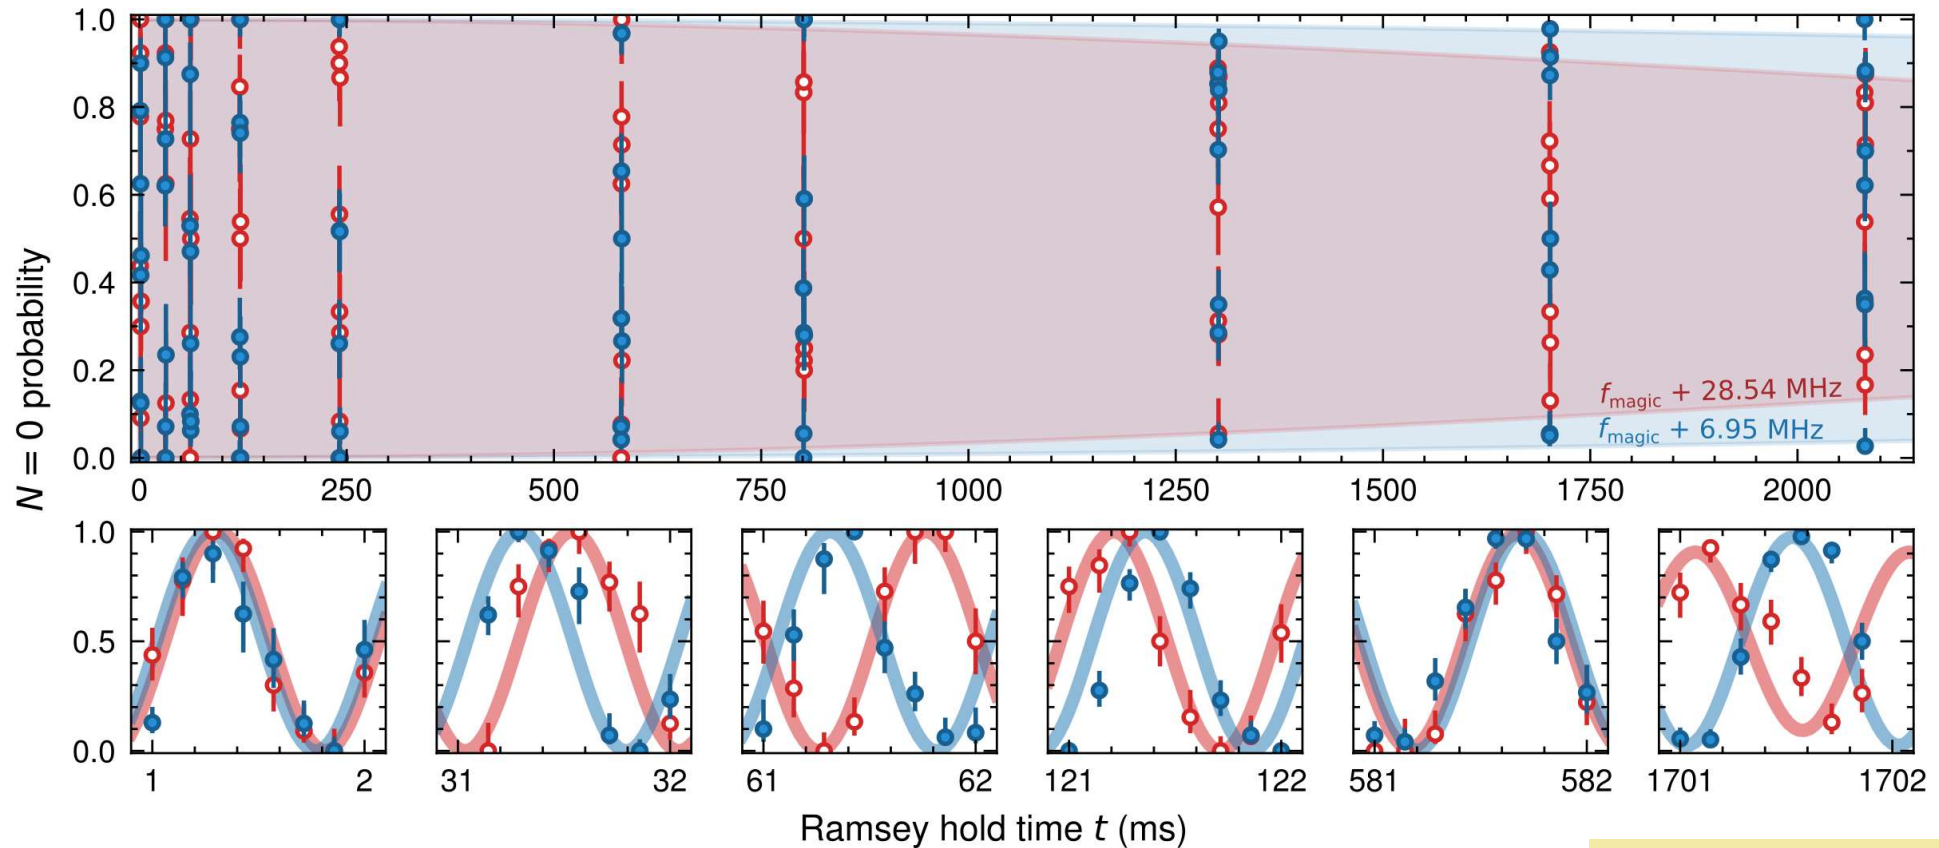 N = 0 probability
1.0
0.8
0.6
0.4
0.2
0.0
f_magic + 28.54 MHz
f_magic + 6.95 MHz
0 250 500 750 1000 1250 1500 1750 2000
1.0
0.5
0.0
1 2 31 32 61 62 121 122 581 582 1701 1702
Ramsey hold time t (ms)